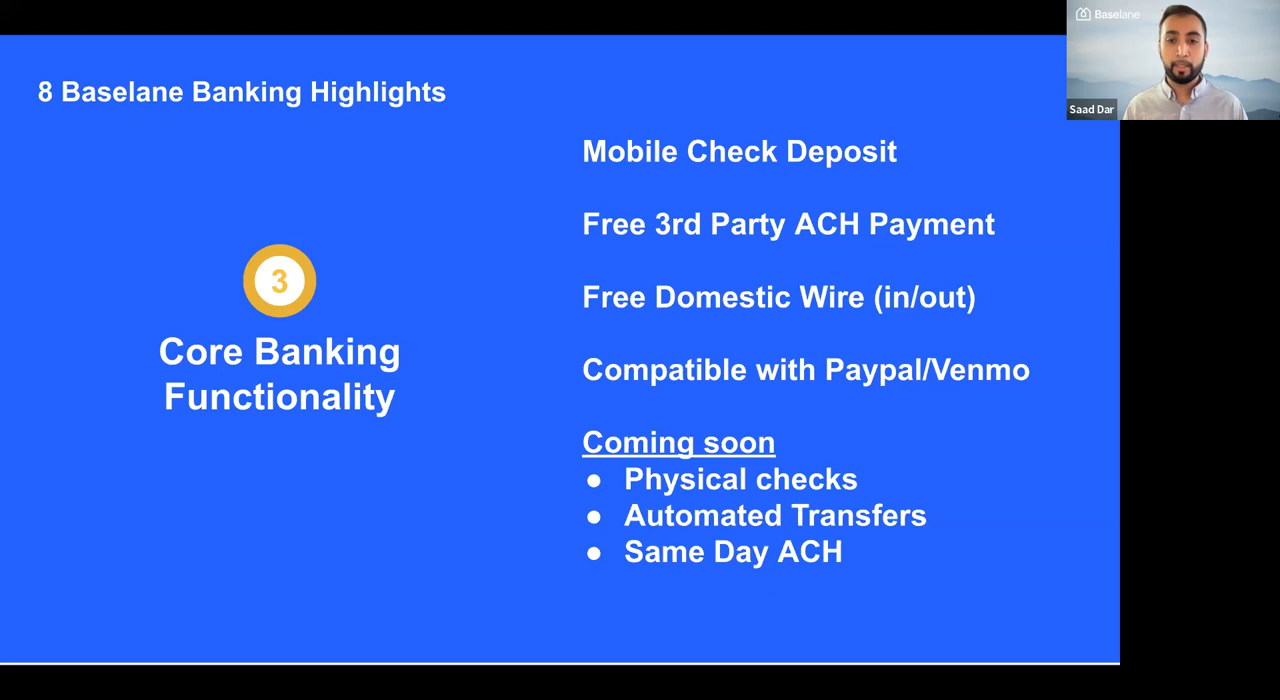 Baselane
Saad Dar
8 Baselane Banking Highlights
3
Core Banking
Functionality
Mobile Check Deposit
Free 3rd Party ACH Payment
Free Domestic Wire (in/out)
Compatible with Paypal/Venmo
Coming soon
● Physical checks
● Automated Transfers
● Same Day ACH